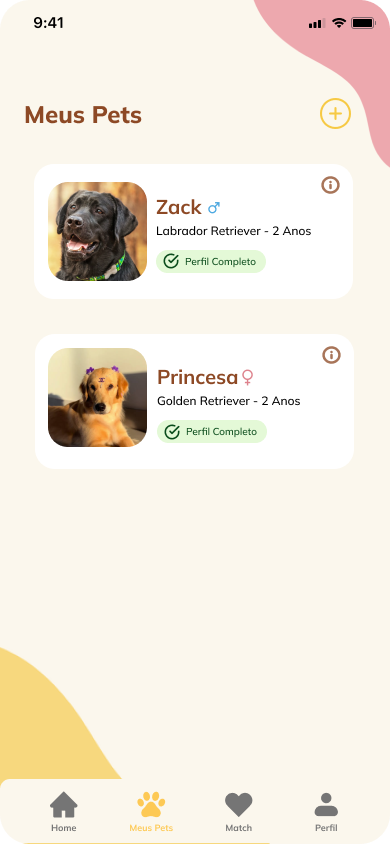 9:41
Meus Pets
Zack
Labrador Retriever - 2 Anos
Perfil Completo
Princesa
Golden Retriever - 2 Anos
Perfil Completo
Home
Meus Pets
Match
Perfil